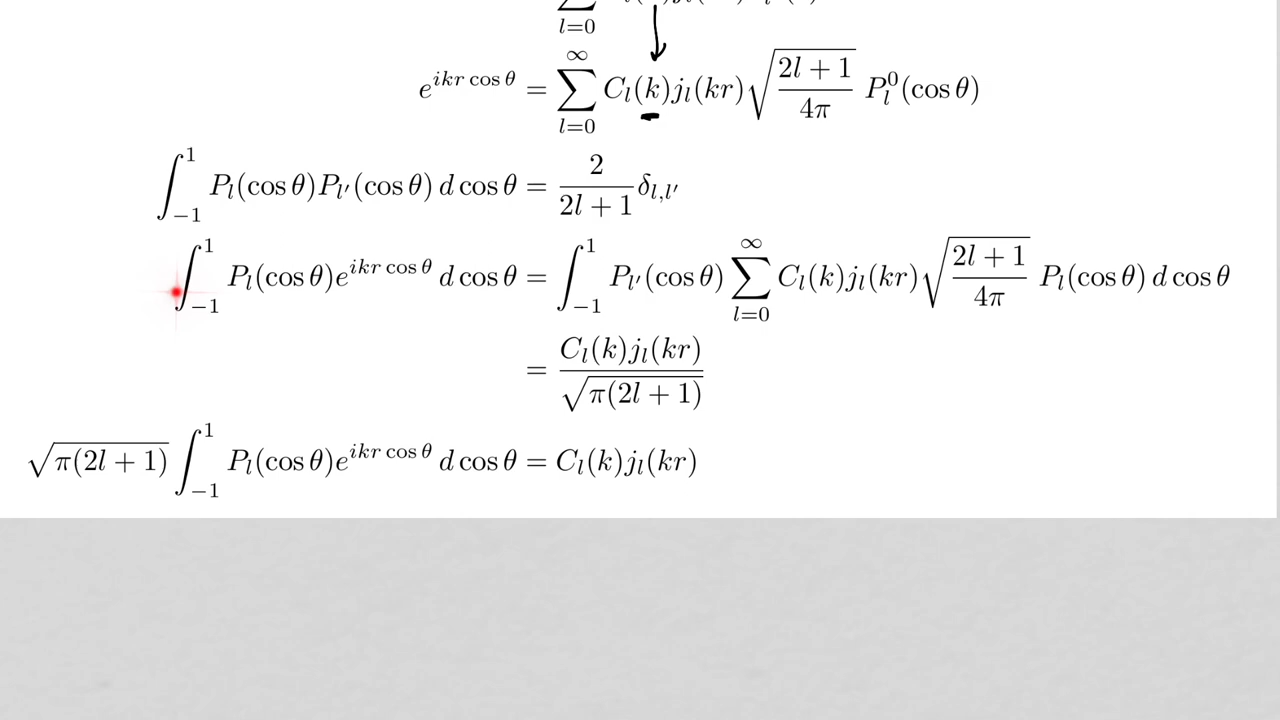 l=0
e^{ikr cos θ} = ∑_{l=0}^{∞} C_l(k)j_l(kr)√((2l + 1)/(4π)) P_l^0(cos θ)
∫_{−1}^{1} P_l(cos θ)P_{l′}(cos θ) d cos θ = 2/(2l + 1) δ_{l,l′}
∫_{−1}^{1} P_l(cos θ)e^{ikr cos θ} d cos θ = ∫_{−1}^{1} P_{l′}(cos θ) ∑_{l=0}^{∞} C_l(k)j_l(kr)√((2l + 1)/(4π)) P_l(cos θ) d cos θ
= C_l(k)j_l(kr)/√(π(2l + 1))
√(π(2l + 1)) ∫_{−1}^{1} P_l(cos θ)e^{ikr cos θ} d cos θ = C_l(k)j_l(kr)